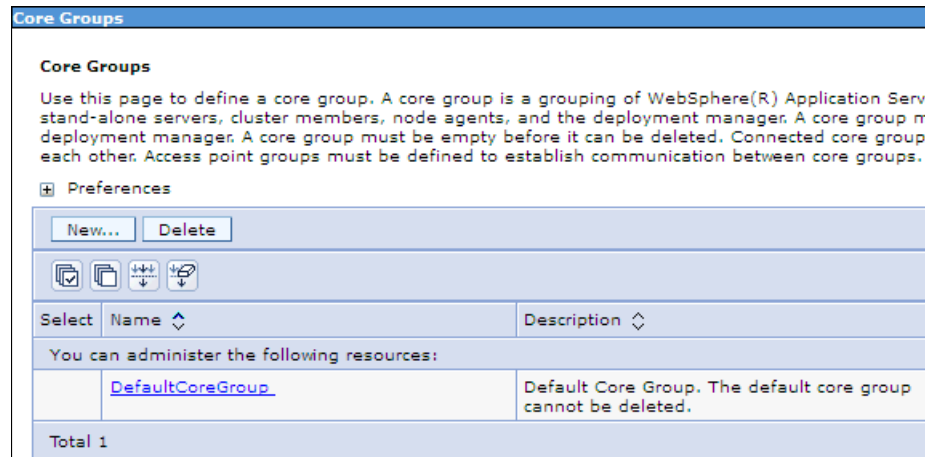 Core Groups
Core Groups
Use this page to define a core group. A core group is a grouping of WebSphere(R) Application
stand-alone servers, cluster members, node agents, and the deployment manager. A core group
deployment manager. A core group must be empty before it can be deleted. Connected core group
each other. Access point groups must be defined to establish communication between core groups.
Preferences
New... Delete
Select Name Description
You can administer the following resources:
DefaultCoreGroup Default Core Group. The default core group
cannot be deleted.
Total 1